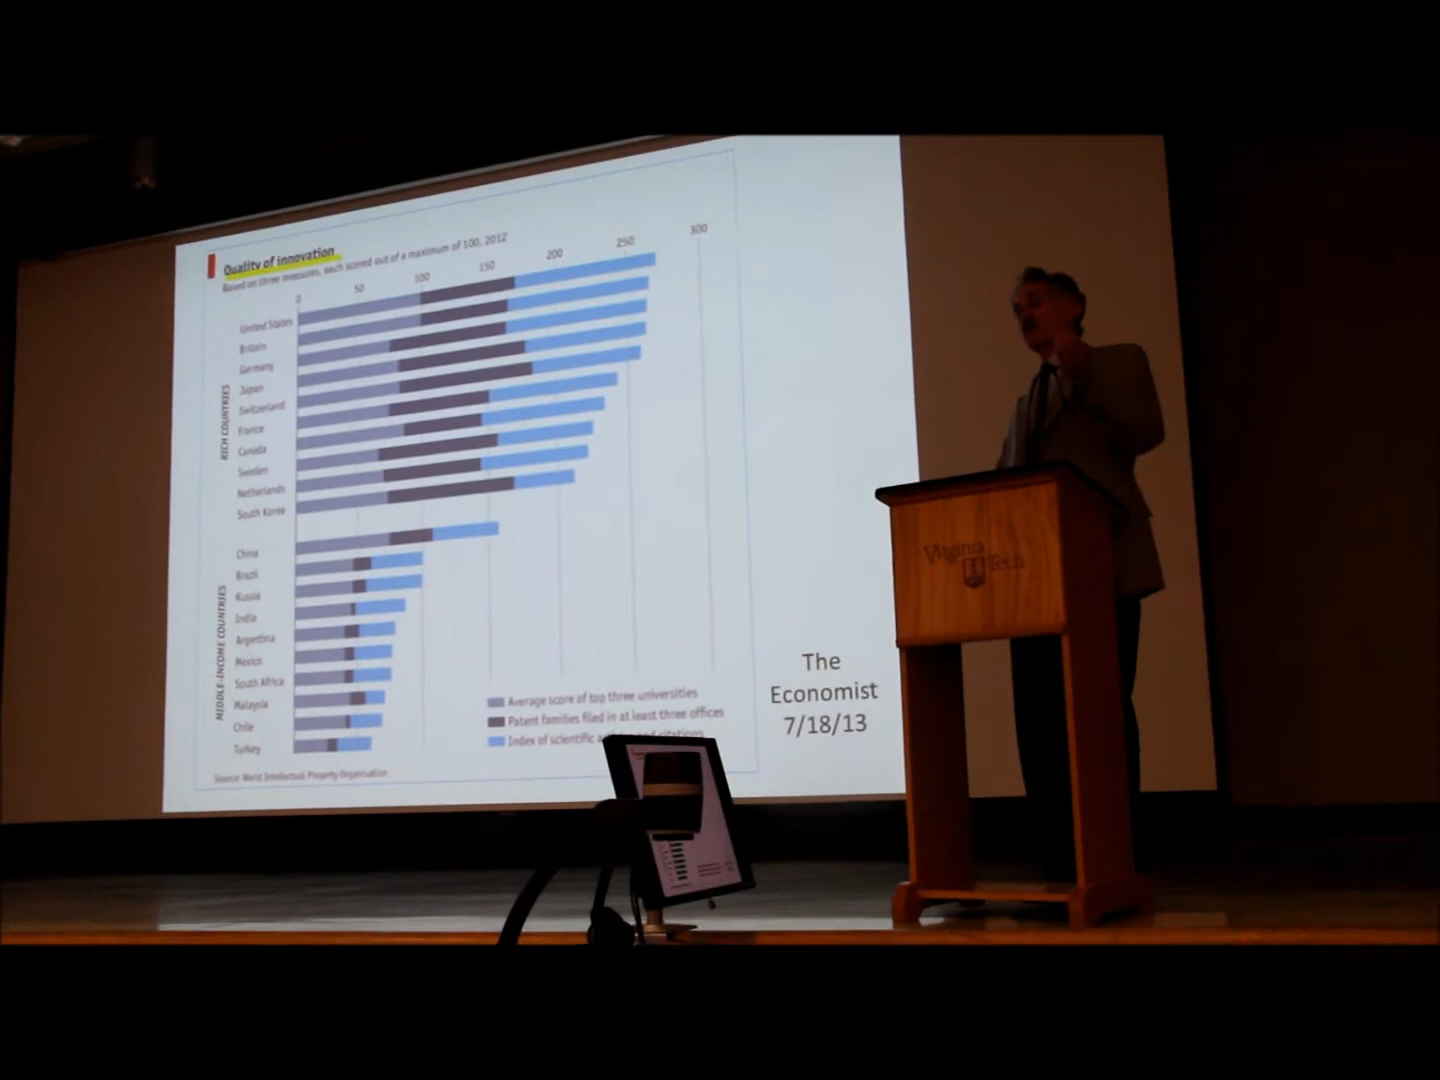 Quality of innovation
Based on three measures, each scored out of a maximum of 100, 2012
0 50 100 150 200 250 300
RICH COUNTRIES
United States
Britain
Germany
Japan
Switzerland
France
Canada
Sweden
Netherlands
South Korea
MIDDLE-INCOME COUNTRIES
China
Brazil
Russia
India
Argentina
Mexico
South Africa
Malaysia
Chile
Turkey
Average score of top three universities
Patent families filed in at least three offices
Index of scientific
Source: World Intellectual Property Organisation
The
Economist
7/18/13
Virginia
Tech